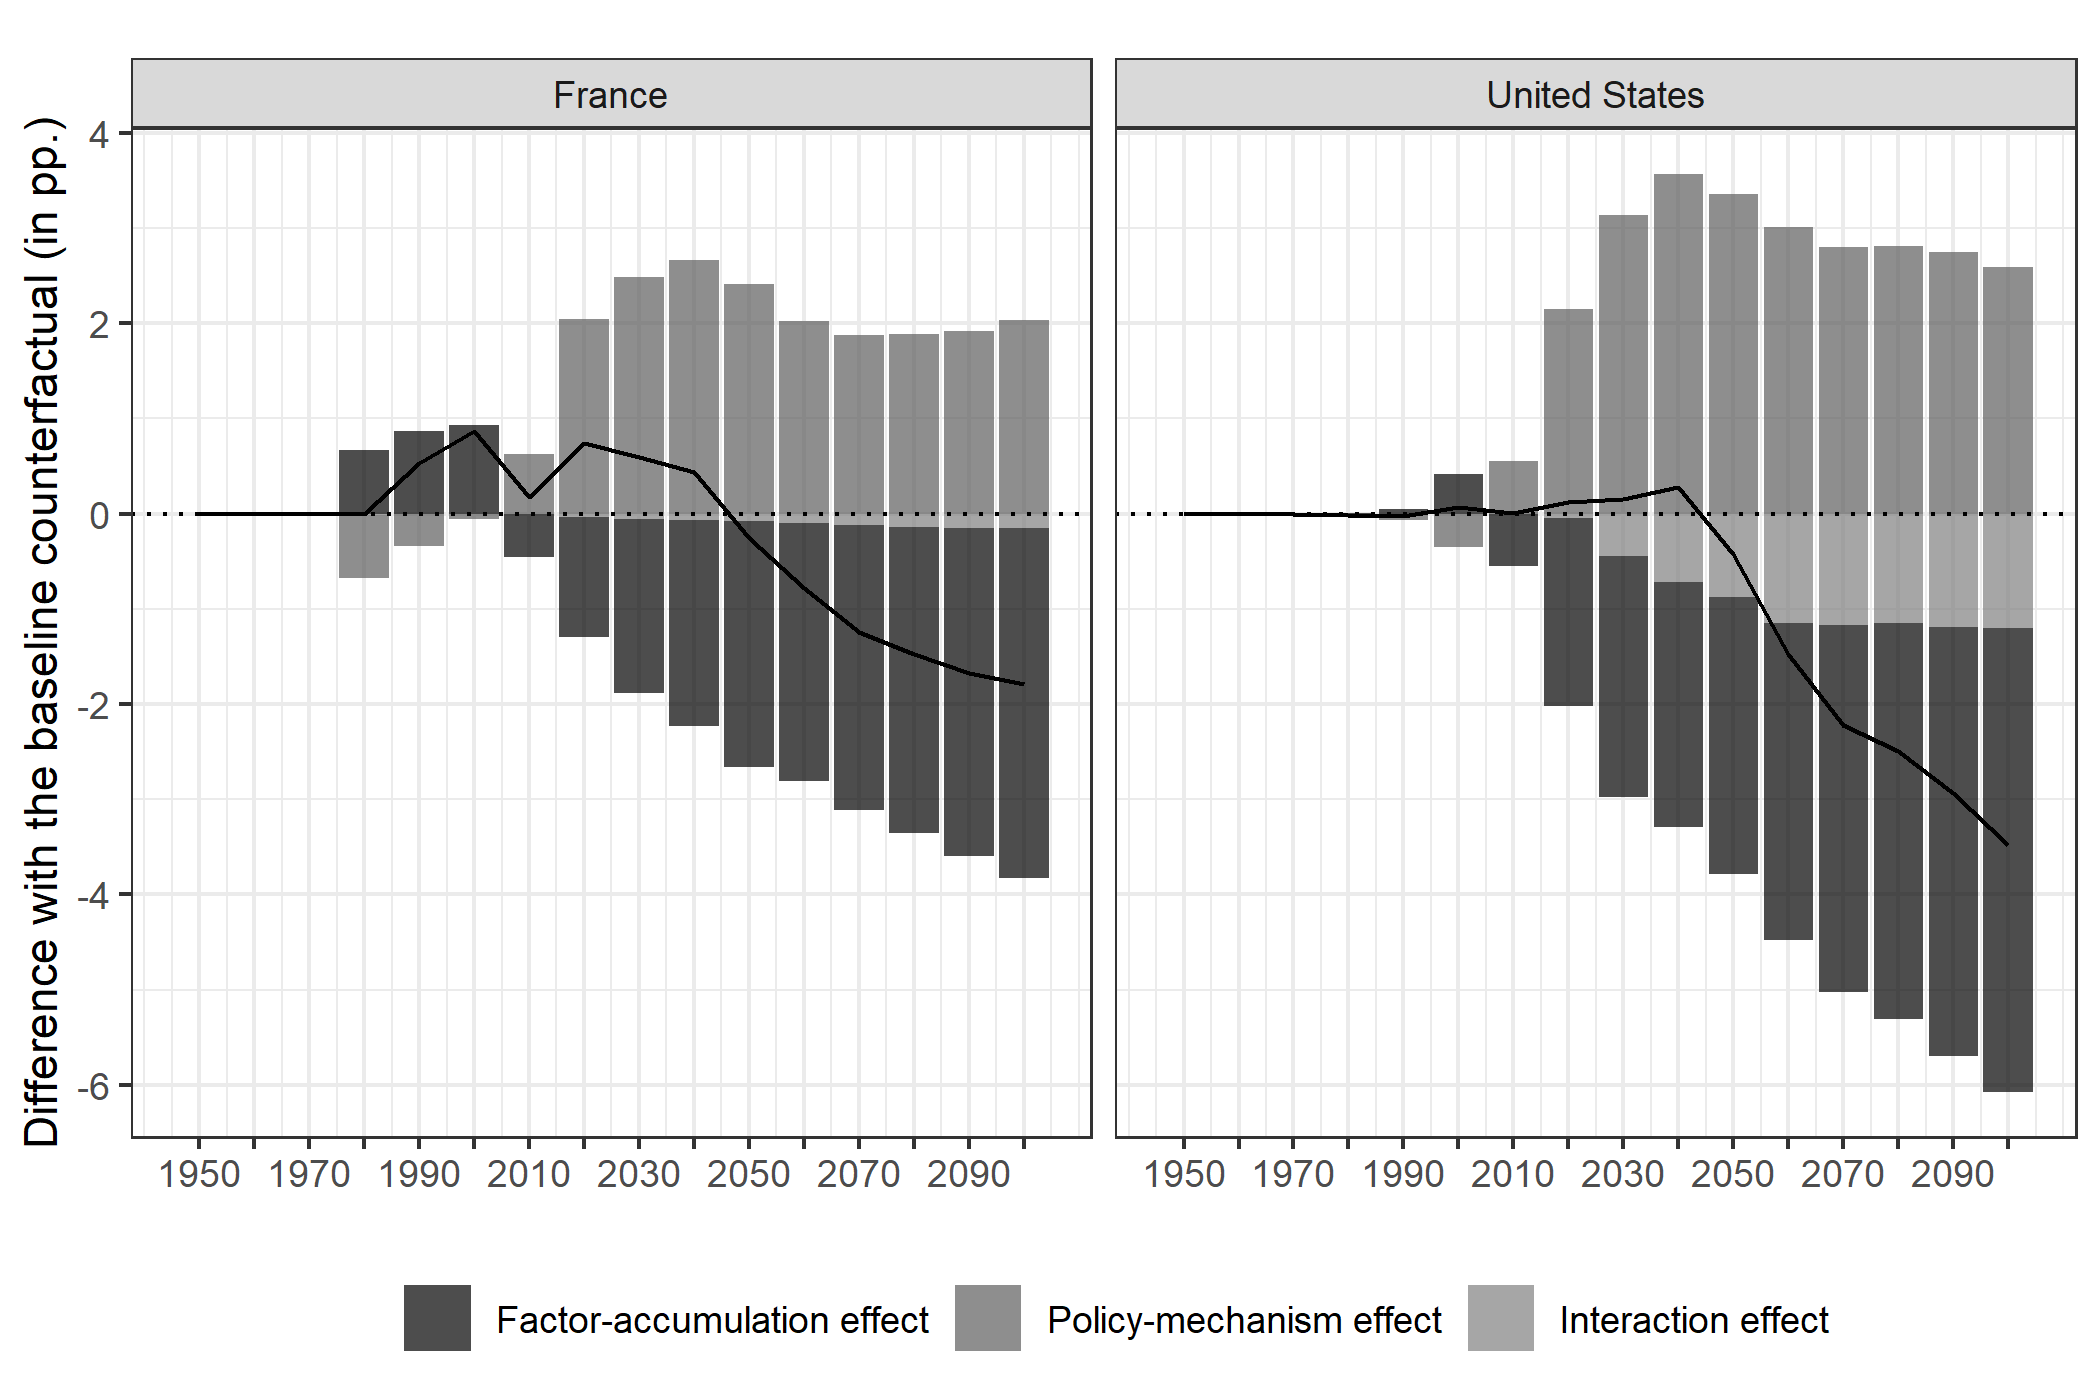 France
United States
Difference with the baseline counterfactual (in pp.)
4
2
0
-2
-4
-6
1950 1970 1990 2010 2030 2050 2070 2090
1950 1970 1990 2010 2030 2050 2070 2090
Factor-accumulation effect
Policy-mechanism effect
Interaction effect